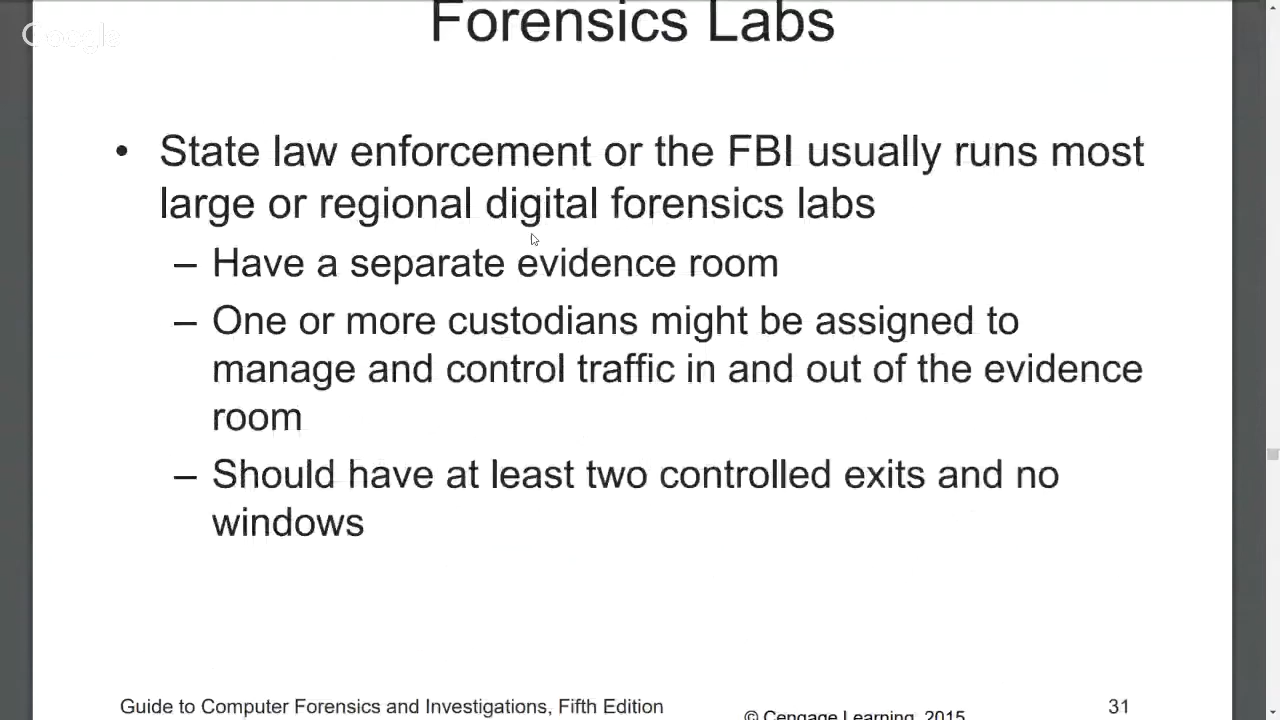 Forensics Labs
Google
• State law enforcement or the FBI usually runs most
large or regional digital forensics labs
– Have a separate evidence room
– One or more custodians might be assigned to
manage and control traffic in and out of the evidence
room
– Should have at least two controlled exits and no
windows
Guide to Computer Forensics and Investigations, Fifth Edition
© Cengage Learning 2015
31